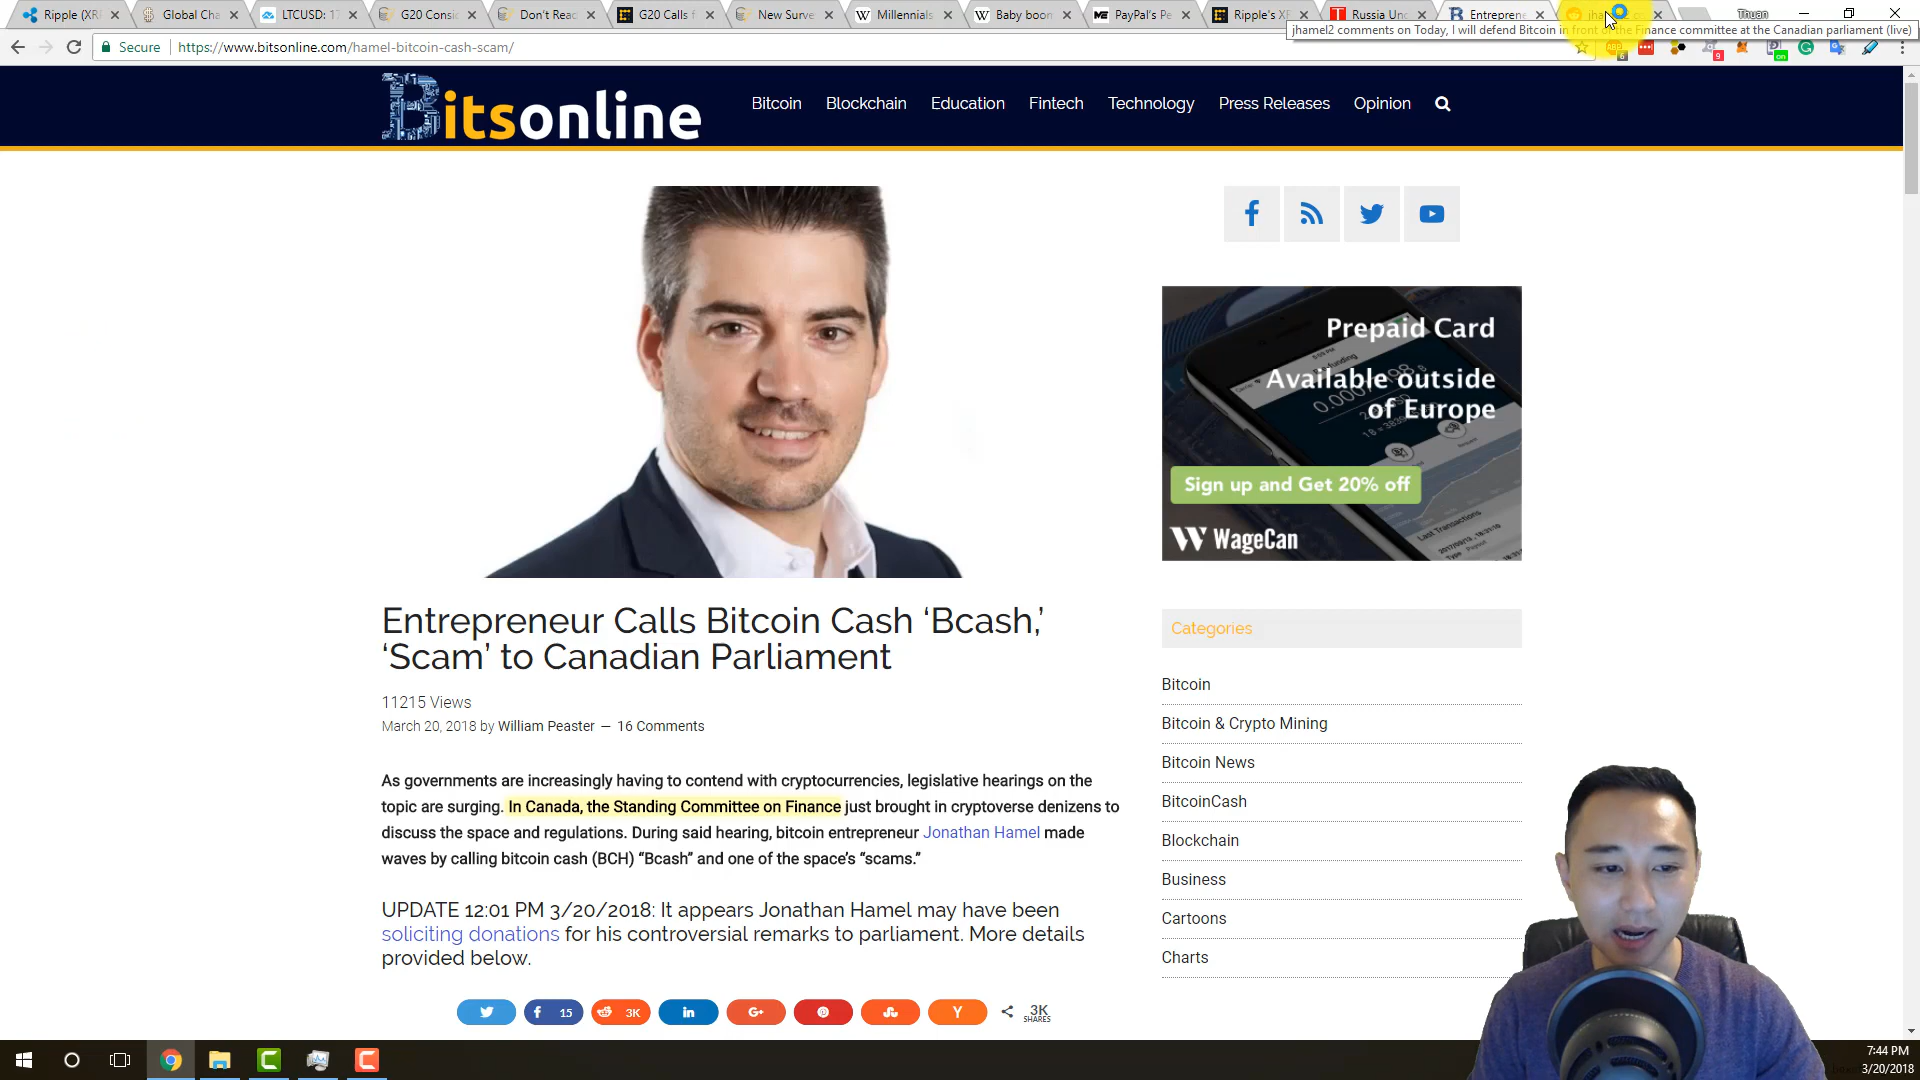 Ripple (XR
Global Cha
LTCUSD: 1
G20 Consi
Don't Reac
G20 Calls f
New Surve
Millennials
Baby boon
PayPal's Pe
Ripple's XR
Russia Unc
Entreprene
Thuan
jhamel2 comments on Today, I will defend Bitcoin in front of the Finance committee at the Canadian parliament (live)
Secure
https://www.bitsonline.com/hamel-bitcoin-cash-scam/
Bitsonline
Bitcoin
Blockchain
Education
Fintech
Technology
Press Releases
Opinion
Prepaid Card
Available outside
of Europe
Sign up and Get 20% off
WageCan
Entrepreneur Calls Bitcoin Cash ‘Bcash,’
‘Scam’ to Canadian Parliament
11215 Views
March 20, 2018 by William Peaster — 16 Comments
As governments are increasingly having to contend with cryptocurrencies, legislative hearings on the
topic are surging. In Canada, the Standing Committee on Finance just brought in cryptoverse denizens to
discuss the space and regulations. During said hearing, bitcoin entrepreneur Jonathan Hamel made
waves by calling bitcoin cash (BCH) “Bcash” and one of the space’s “scams.”
UPDATE 12:01 PM 3/20/2018: It appears Jonathan Hamel may have been
soliciting donations for his controversial remarks to parliament. More details
provided below.
15
3K
3K
SHARES
Categories
Bitcoin
Bitcoin & Crypto Mining
Bitcoin News
BitcoinCash
Blockchain
Business
Cartoons
Charts
7:44 PM
3/20/2018